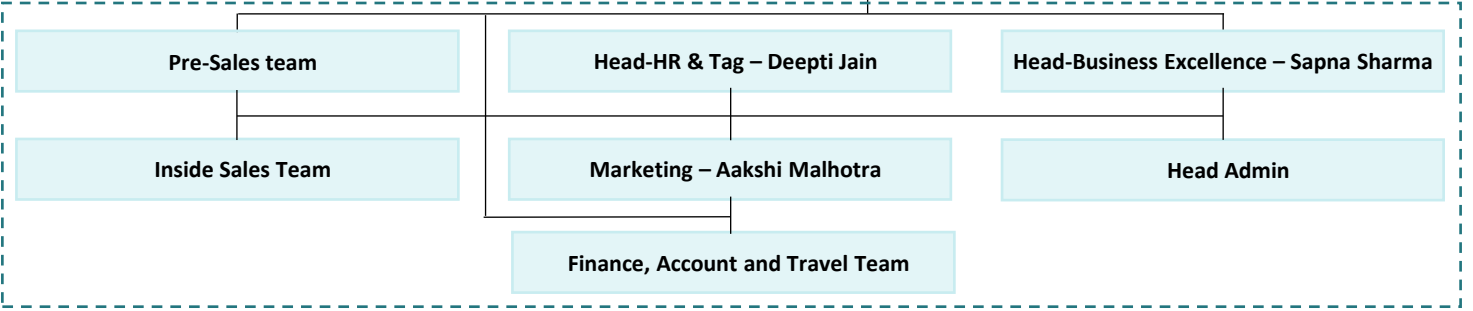 Pre-Sales team
Head-HR & Tag – Deepti Jain
Head-Business Excellence – Sapna Sharma
Inside Sales Team
Marketing – Aakshi Malhotra
Head Admin
Finance, Account and Travel Team